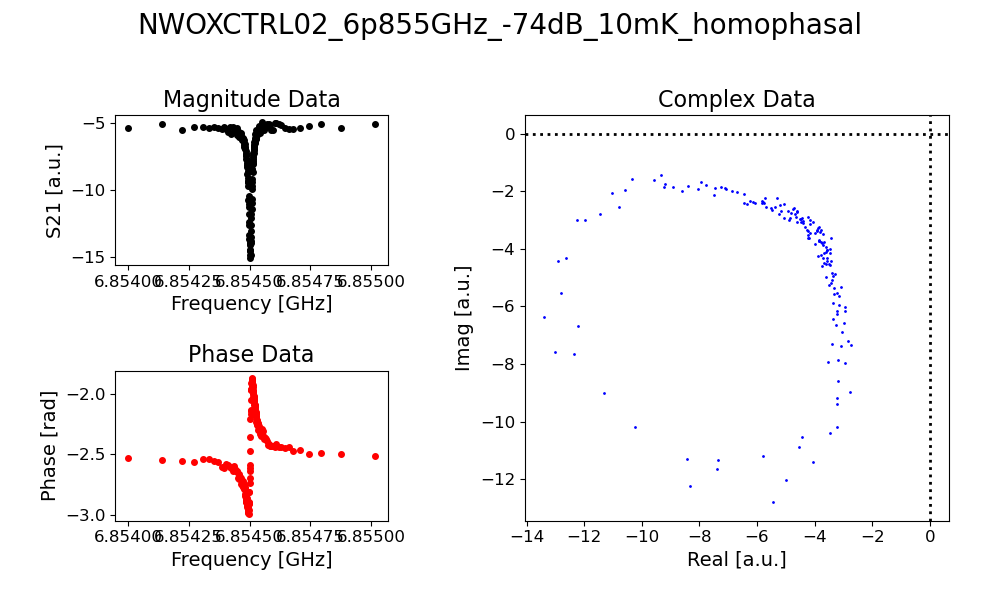 NWOXCTRL02_6p855GHz_-74dB_10mK_homophasal
Magnitude Data
S21 [a.u.]
−5
−10
−15
6.85400 6.85425 6.85450 6.85475 6.85500
Frequency [GHz]
Phase Data
Phase [rad]
−2.0
−2.5
−3.0
6.85400 6.85425 6.85450 6.85475 6.85500
Frequency [GHz]
Complex Data
Imag [a.u.]
0
−2
−4
−6
−8
−10
−12
−14 −12 −10 −8 −6 −4 −2 0
Real [a.u.]